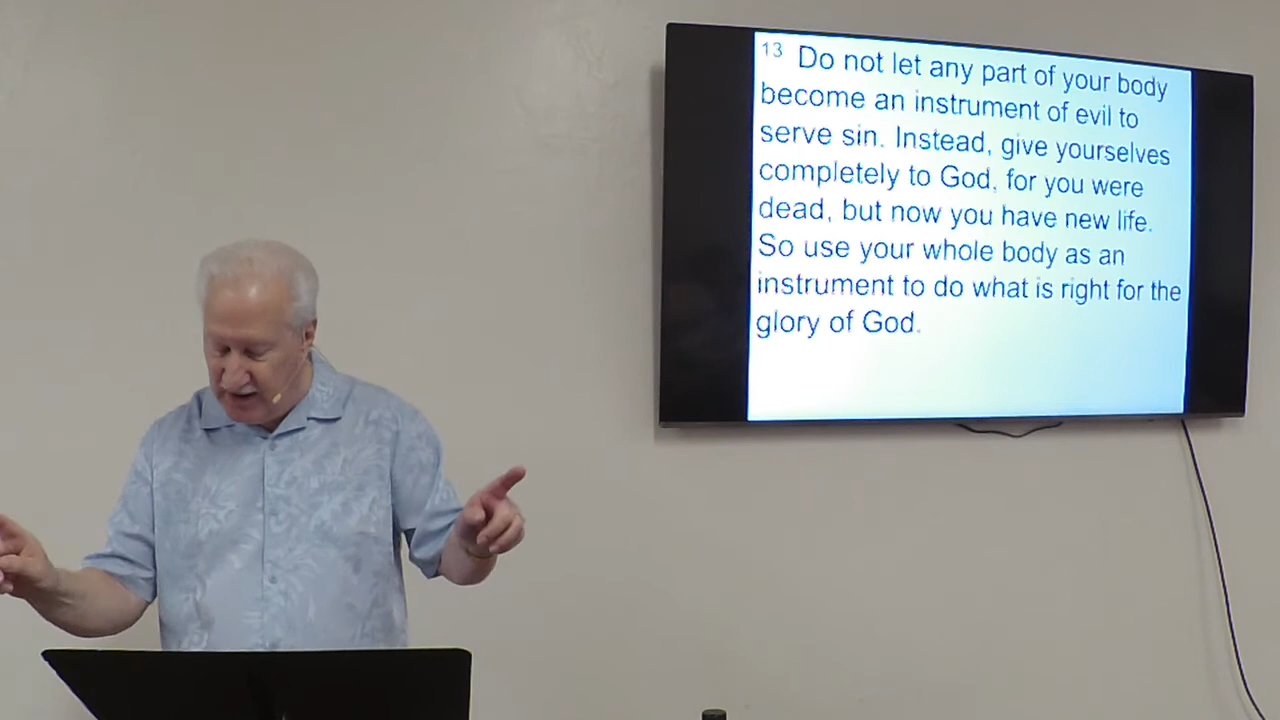 13 Do not let any part of your body
become an instrument of evil to
serve sin. Instead, give yourselves
completely to God, for you were
dead, but now you have new life.
So use your whole body as an
instrument to do what is right for the
glory of God.